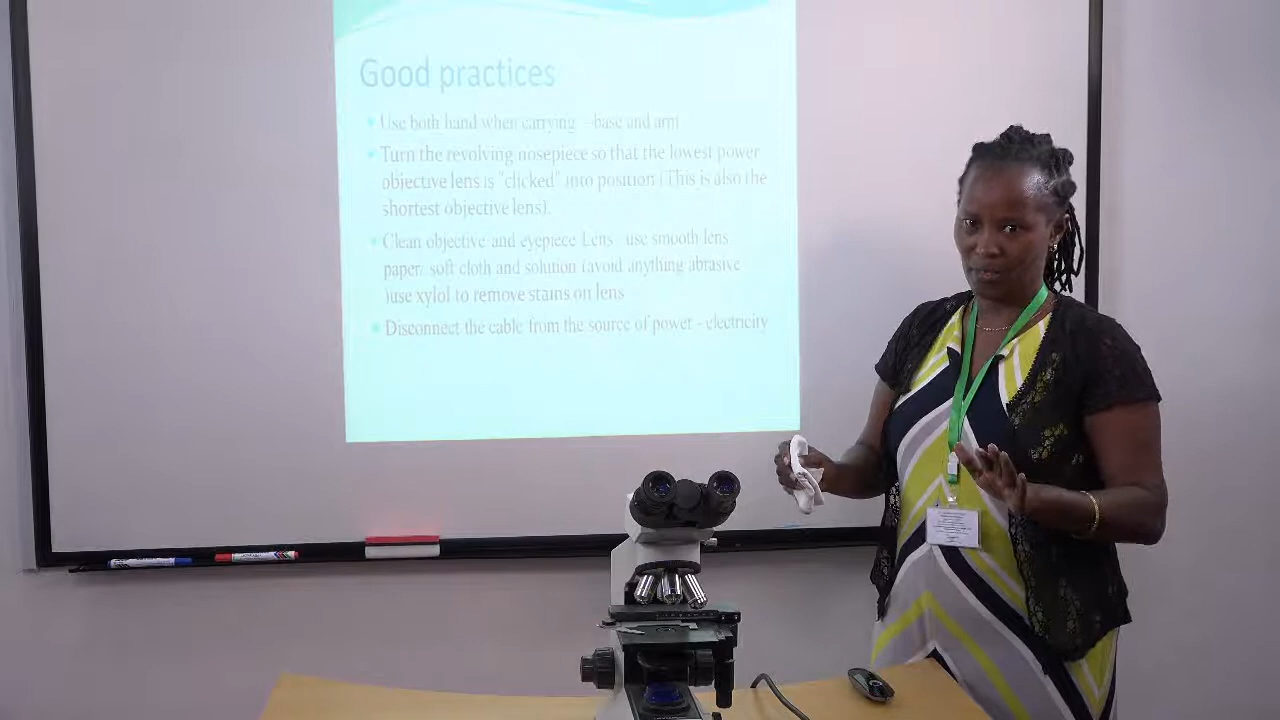 Good practices
Use both hand when carrying - base and arm
Turn the revolving nosepiece so that the lowest power
objective lens is "clicked" into position (This is also the
shortest objective lens).
Clean objective and eyepiece Lens use smooth lens
paper/ soft cloth and solution (avoid anything abrasive
)use xylol to remove stains on lens
Disconnect the cable from the source of power - electricity